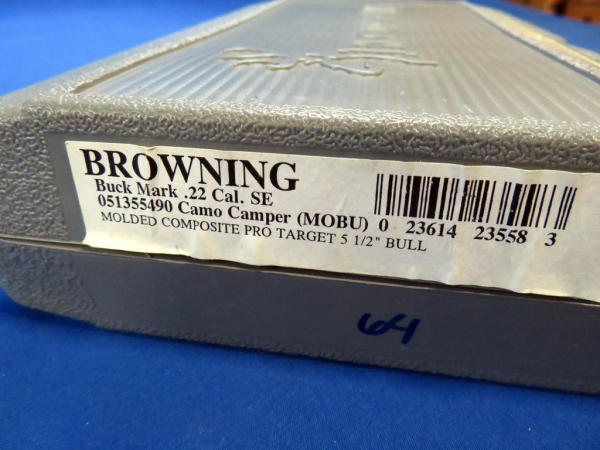 BROWNING
Buck Mark .22 Cal. SE
051355490 Camo Camper (MOBU)
MOLDED COMPOSITE PRO TARGET 5 1/2" BULL
0 23614 23558 3
64